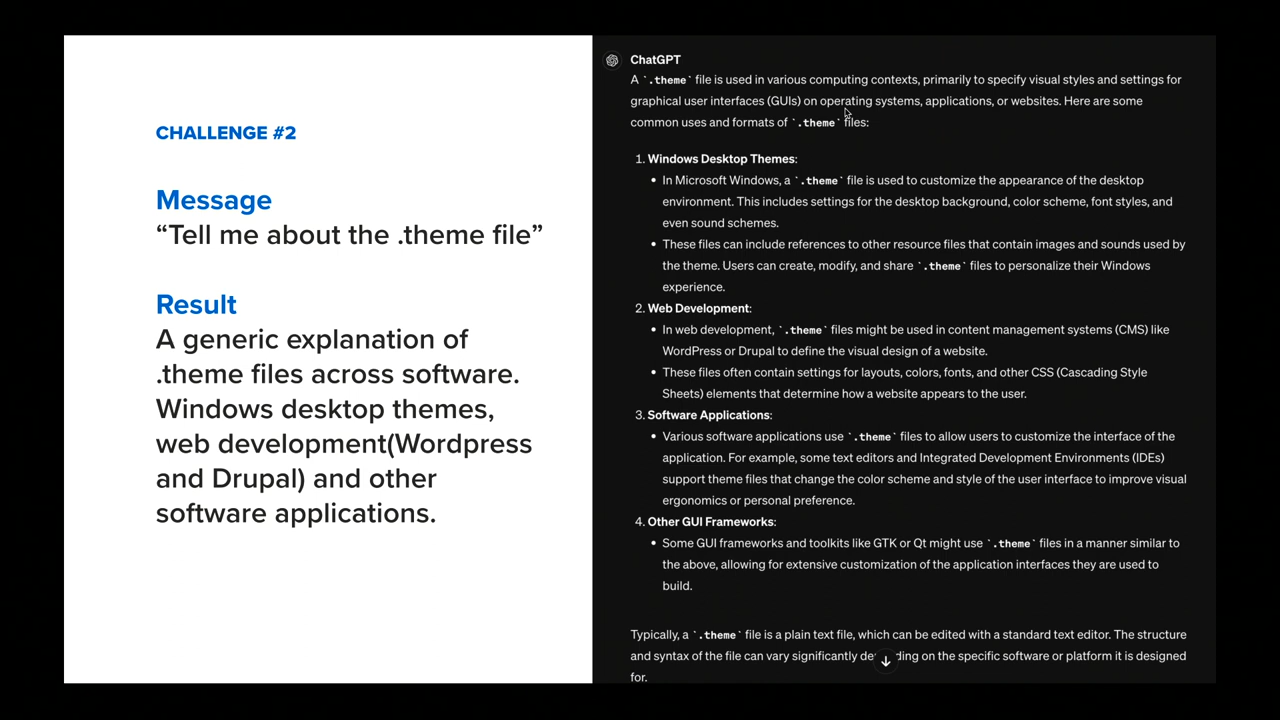 CHALLENGE #2
Message
“Tell me about the .theme file”
Result
A generic explanation of
.theme files across software.
Windows desktop themes,
web development(Wordpress
and Drupal) and other
software applications.
ChatGPT
A `.theme` file is used in various computing contexts, primarily to specify visual styles and settings for
graphical user interfaces (GUIs) on operating systems, applications, or websites. Here are some
common uses and formats of `.theme` files:
1. Windows Desktop Themes:
• In Microsoft Windows, a `.theme` file is used to customize the appearance of the desktop
environment. This includes settings for the desktop background, color scheme, font styles, and
even sound schemes.
• These files can include references to other resource files that contain images and sounds used by
the theme. Users can create, modify, and share `.theme` files to personalize their Windows
experience.
2. Web Development:
• In web development, `.theme` files might be used in content management systems (CMS) like
WordPress or Drupal to define the visual design of a website.
• These files often contain settings for layouts, colors, fonts, and other CSS (Cascading Style
Sheets) elements that determine how a website appears to the user.
3. Software Applications:
• Various software applications use `.theme` files to allow users to customize the interface of the
application. For example, some text editors and Integrated Development Environments (IDEs)
support theme files that change the color scheme and style of the user interface to improve visual
ergonomics or personal preference.
4. Other GUI Frameworks:
• Some GUI frameworks and toolkits like GTK or Qt might use `.theme` files in a manner similar to
the above, allowing for extensive customization of the application interfaces they are used to
build.
Typically, a `.theme` file is a plain text file, which can be edited with a standard text editor. The structure
and syntax of the file can vary significantly on the specific software or platform it is designed
for.